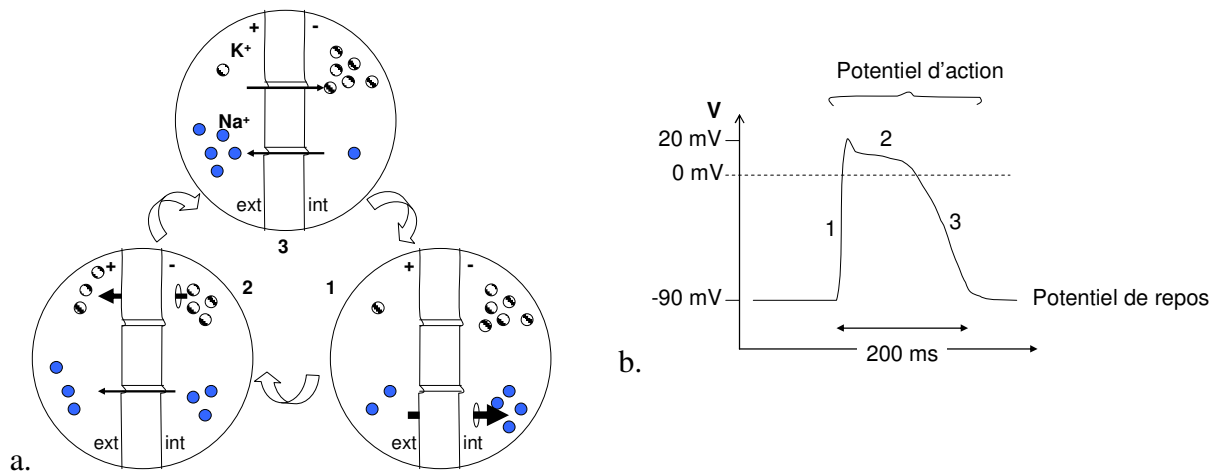 + -
K⁺
Na⁺
ext int
3
+ -
2
ext int
1
+ -
ext int
a.
Potentiel d'action
V
20 mV
0 mV
-90 mV
1
2
3
Potentiel de repos
200 ms
b.